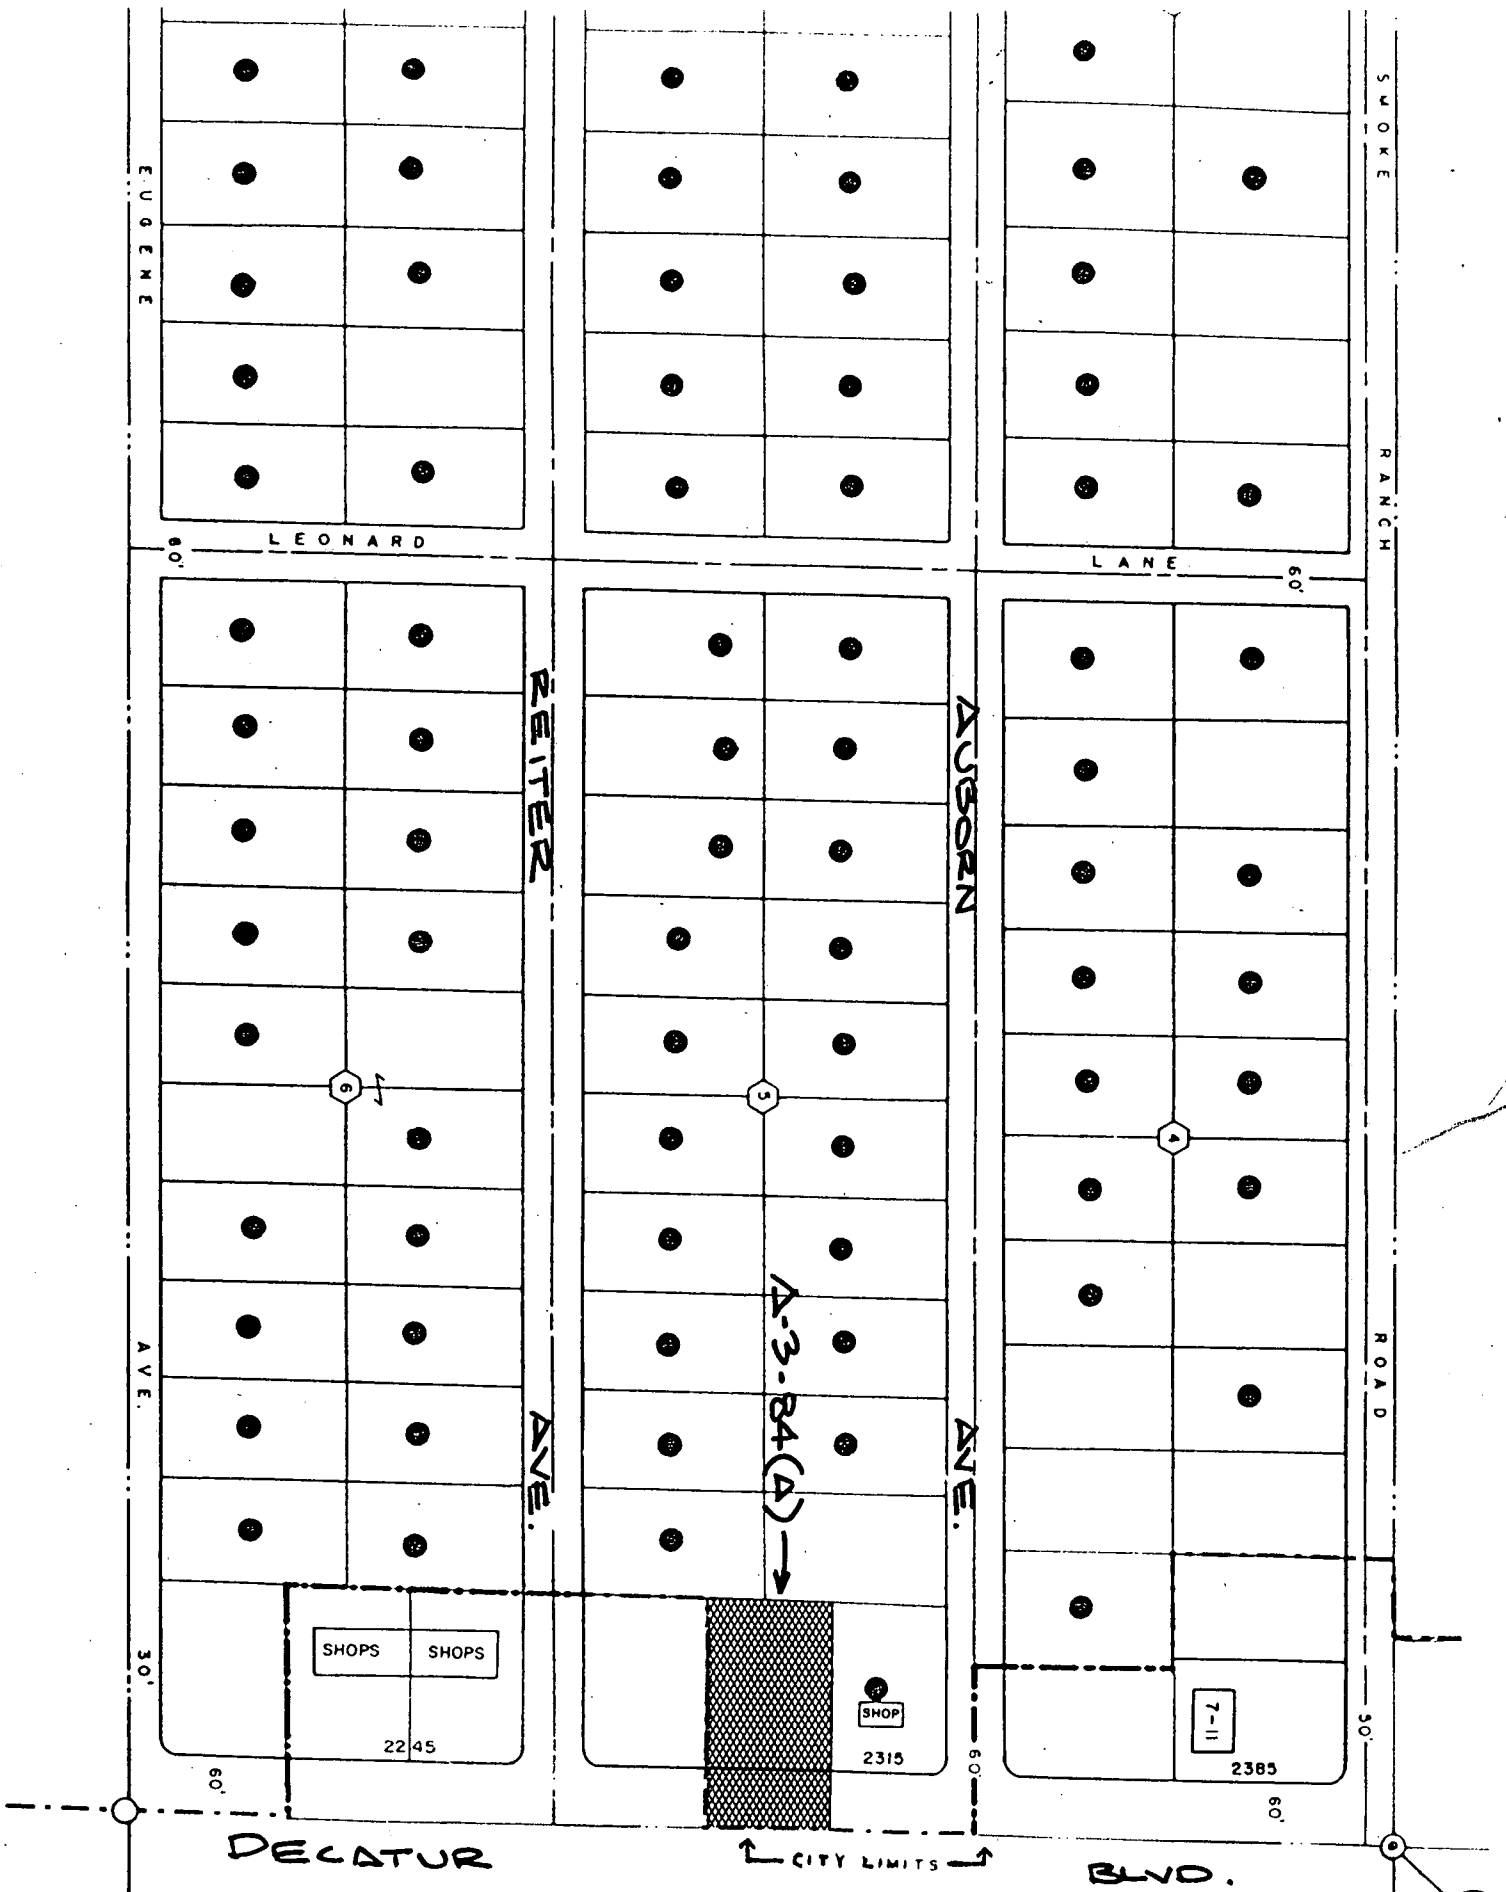 SMOKE RANCH ROAD
EUGENE AVE.
LEONARD LANE
60'
60'
REITER AVE.
AUBORN AVE.
6
5
4
A-3-84(A)
SHOPS SHOPS
2245
SHOP
2315
7-11
2385
30'
50'
60'
60'
60'
DECATUR BLVD.
CITY LIMITS